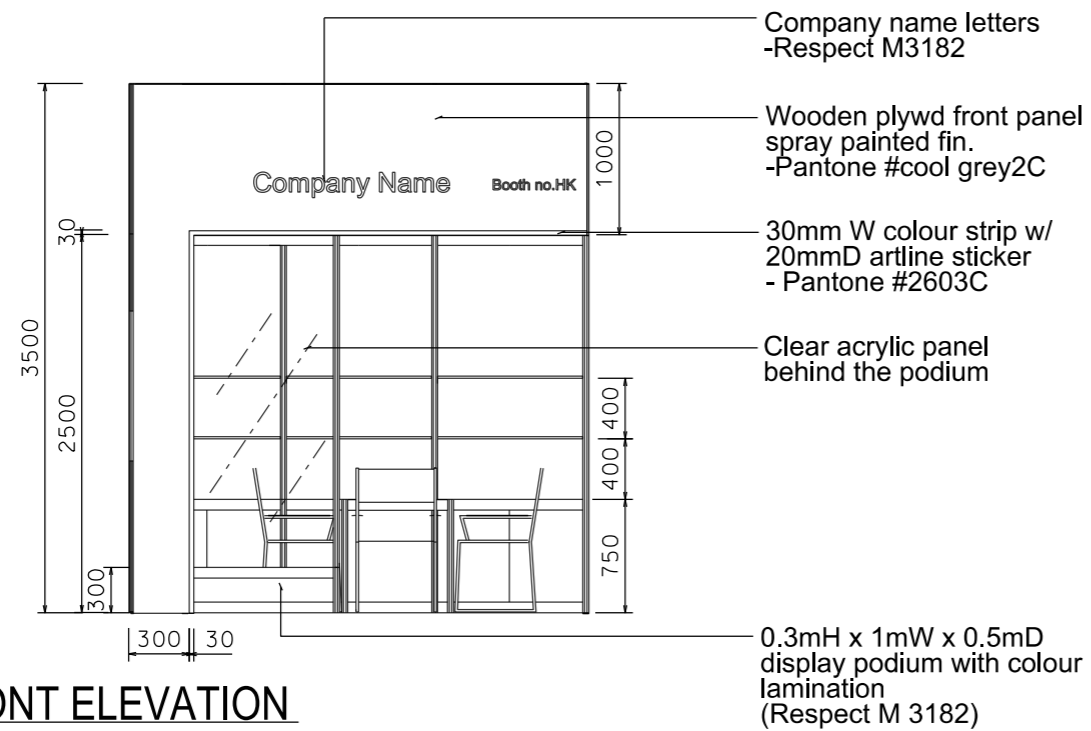 Company name letters
-Respect M3182
Wooden plywd front panel
spray painted fin.
-Pantone #cool grey2C
1000
Company Name
Booth no.HK
30
30mm W colour strip w/
20mmD artline sticker
- Pantone #2603C
3500
Clear acrylic panel
behind the podium
2500
400
400
750
300
300
30
0.3mH x 1mW x 0.5mD
display podium with colour
lamination
(Respect M 3182)
ONT ELEVATION